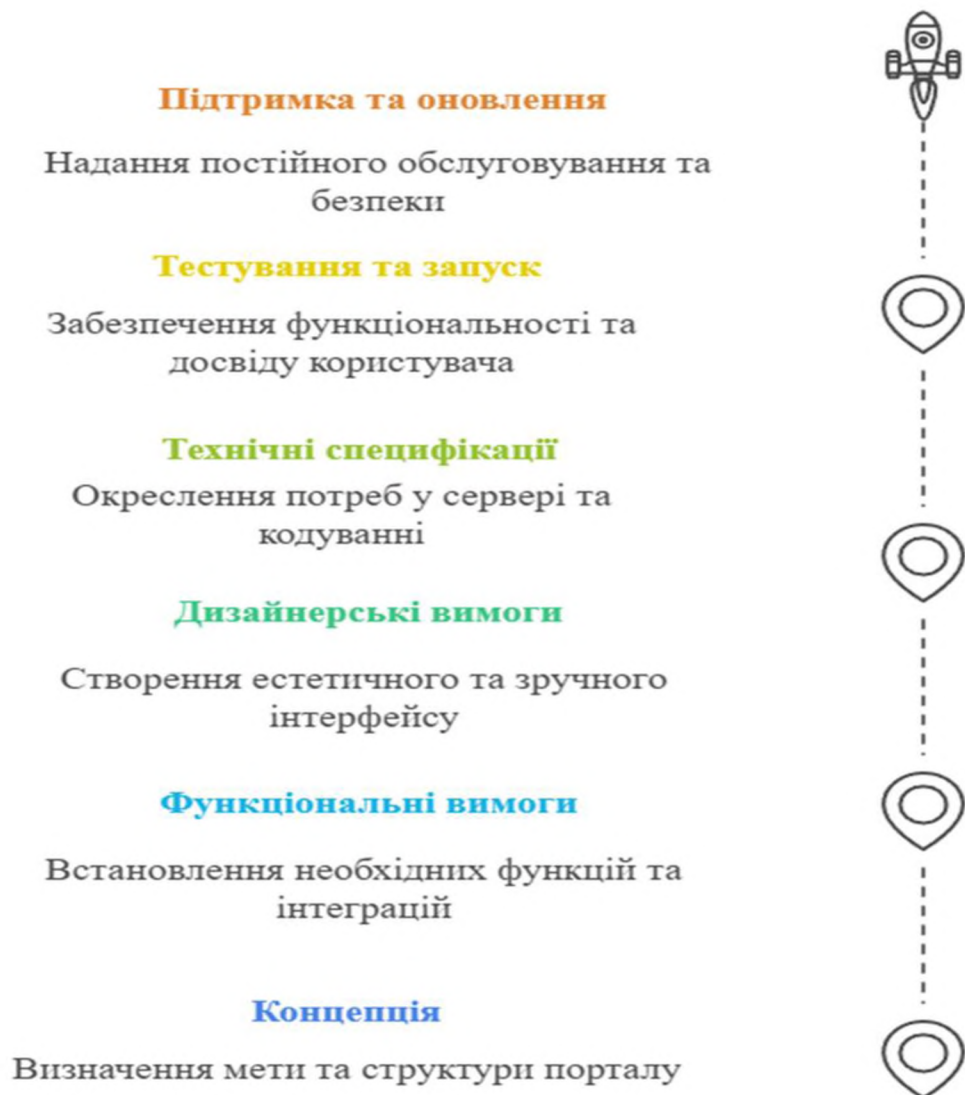 Підтримка та оновлення
Надання постійного обслуговування та
безпеки
Тестування та запуск
Забезпечення функціональності та
досвіду користувача
Технічні специфікації
Окреслення потреб у сервері та
кодуванні
Дизайнерські вимоги
Створення естетичного та зручного
інтерфейсу
Функціональні вимоги
Встановлення необхідних функцій та
інтеграцій
Концепція
Визначення мети та структури порталу